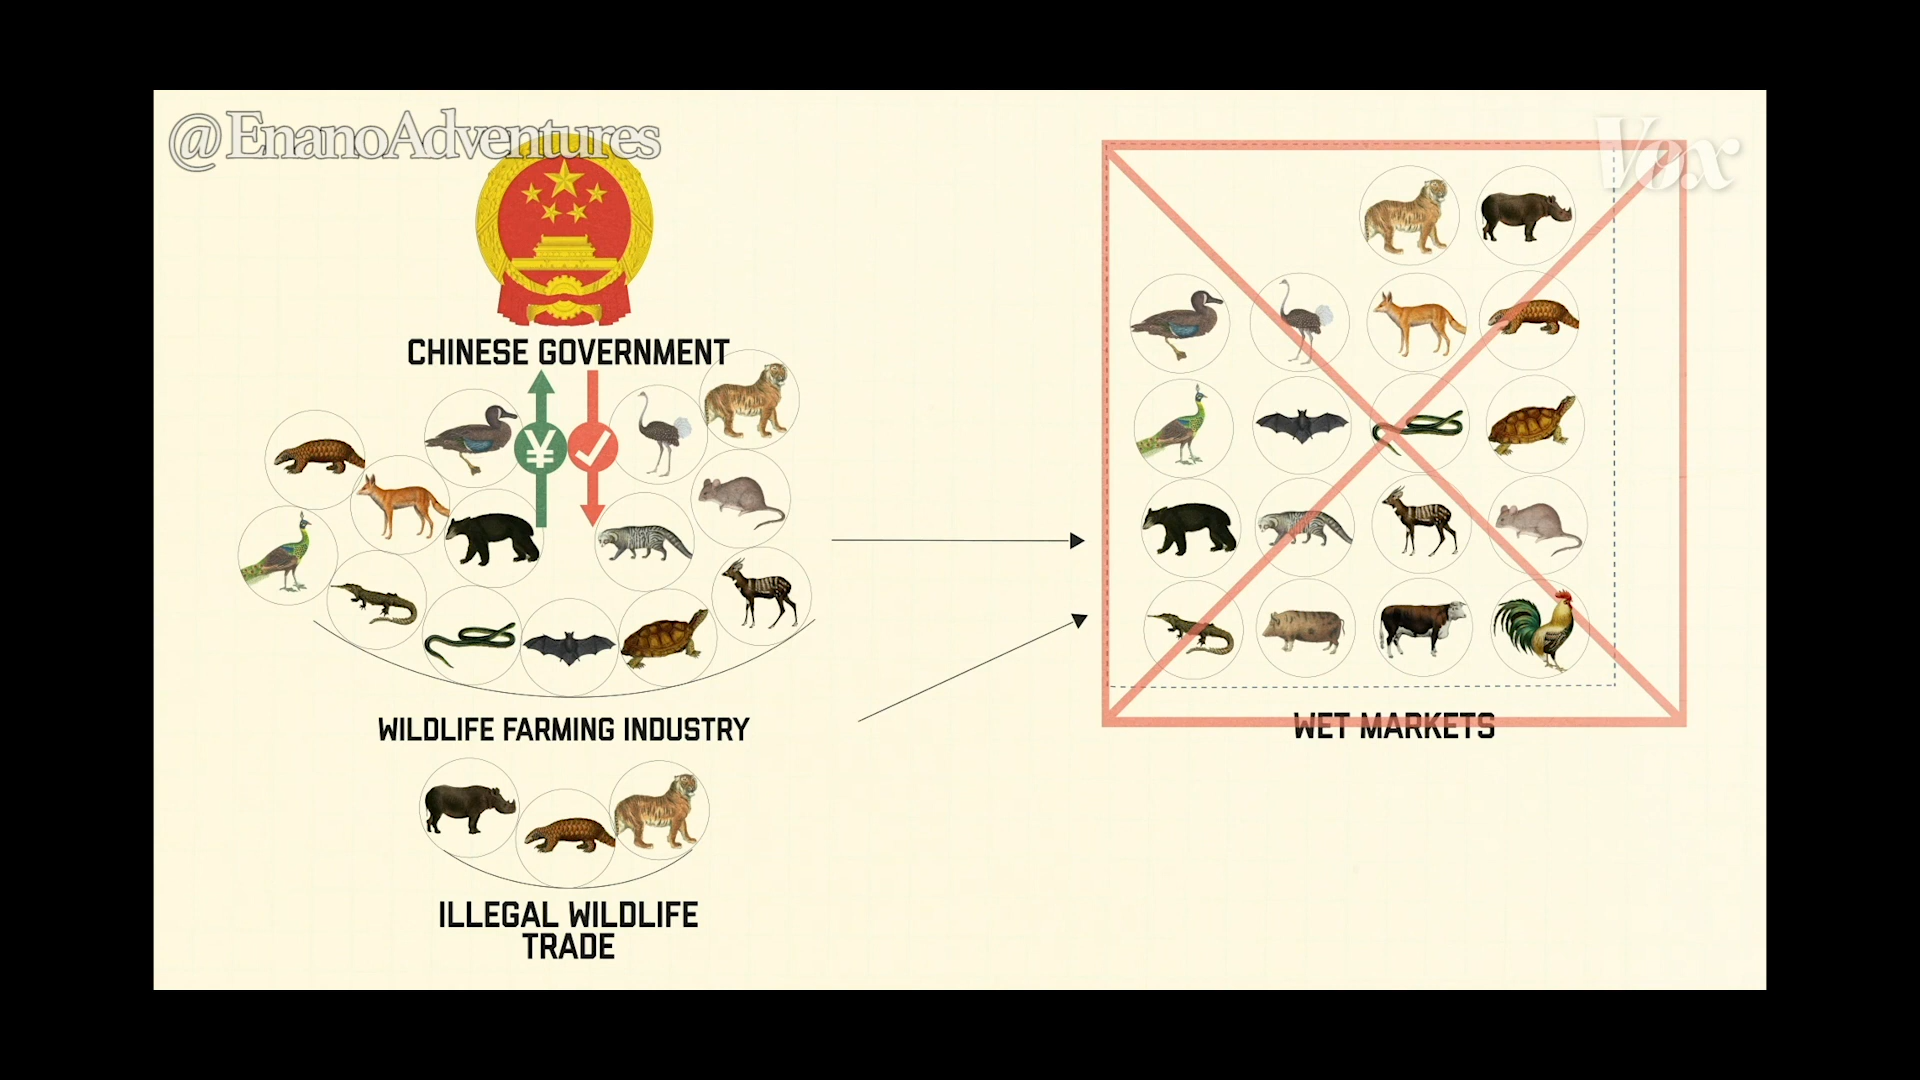 @EnanoAdventures
Vox
CHINESE GOVERNMENT
¥
WILDLIFE FARMING INDUSTRY
WET MARKETS
ILLEGAL WILDLIFE
TRADE